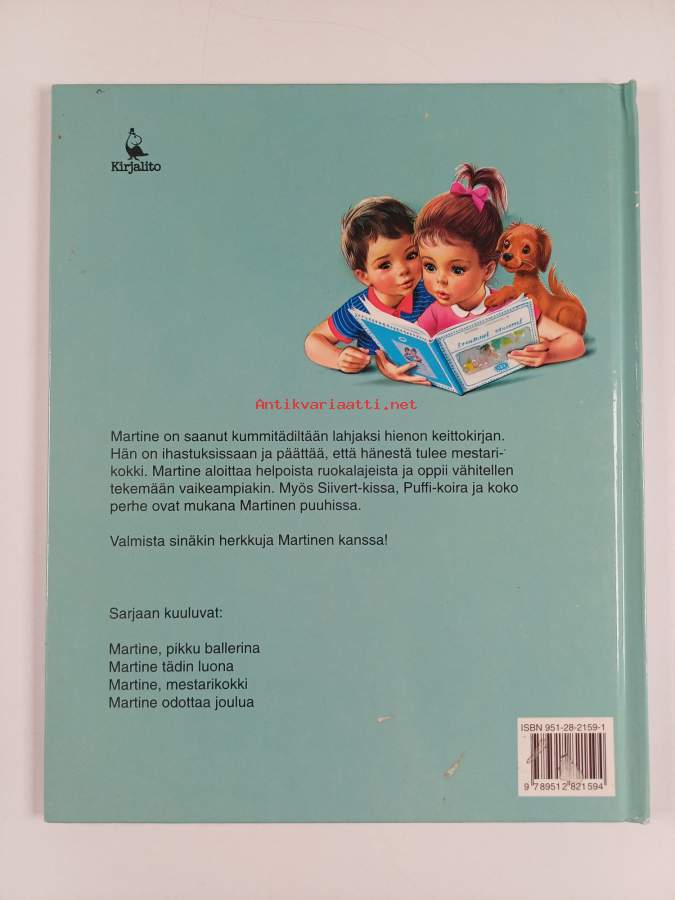 Kirjalito
Antikvariaatti.net
Martine on saanut kummitädiltään lahjaksi hienon keittokirjan.
Hän on ihastuksissaan ja päättää, että hänestä tulee mestari-
kokki. Martine aloittaa helpoista ruokalajeista ja oppii vähitellen
tekemään vaikeampiakin. Myös Siivert-kissa, Puffi-koira ja koko
perhe ovat mukana Martinen puuhissa.
Valmista sinäkin herkkuja Martinen kanssa!
Sarjaan kuuluvat:
Martine, pikku ballerina
Martine tädin luona
Martine, mestarikokki
Martine odottaa joulua
ISBN 951-28-2159-1
9 789512 821594